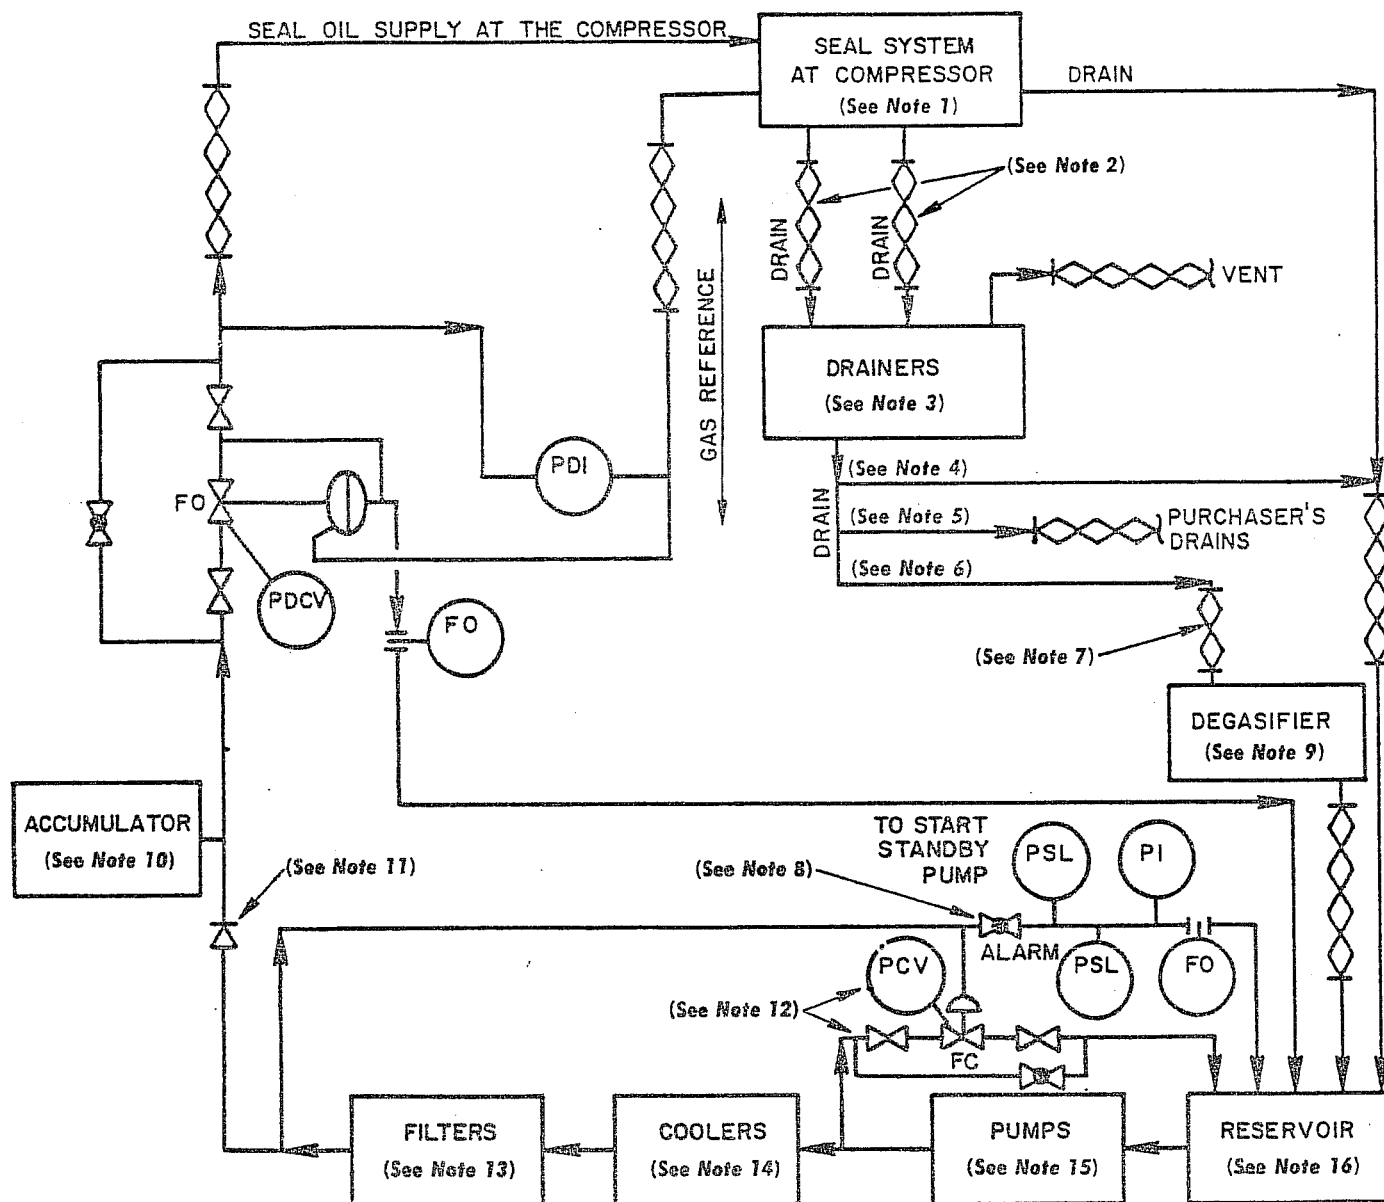 SEAL OIL SUPPLY AT THE COMPRESSOR
SEAL SYSTEM
AT COMPRESSOR
(See Note 1)
DRAIN
(See Note 2)
DRAIN
DRAIN
GAS REFERENCE
VENT
DRAINERS
(See Note 3)
PDI
FO
PDCV
FO
DRAIN
(See Note 4)
(See Note 5)
PURCHASER'S
DRAINS
(See Note 6)
(See Note 7)
DEGASIFIER
(See Note 9)
ACCUMULATOR
(See Note 10)
(See Note 11)
TO START
STANDBY
PUMP
(See Note 8)
PSL
PI
ALARM
PSL
FO
PCV
(See Note 12)
FC
FILTERS
(See Note 13)
COOLERS
(See Note 14)
PUMPS
(See Note 15)
RESERVOIR
(See Note 16)